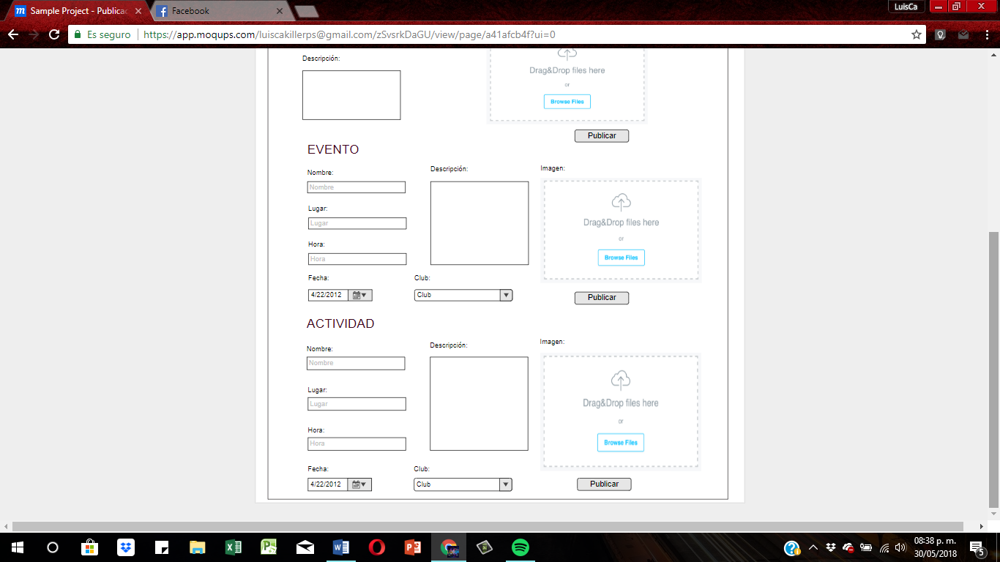 Sample Project - Publicac
Facebook
LuisCa
Es seguro
https://app.moqups.com/luiscakillerps@gmail.com/zSvsrkDaGU/view/page/a41afcb4f?ui=0
Descripción:
Drag&Drop files here
or
Browse Files
Publicar
EVENTO
Nombre:
Nombre
Lugar:
Lugar
Hora:
Hora
Fecha:
4/22/2012
Descripción:
Club:
Club
Imagen:
Drag&Drop files here
or
Browse Files
Publicar
ACTIVIDAD
Nombre:
Nombre
Lugar:
Lugar
Hora:
Hora
Fecha:
4/22/2012
Descripción:
Club:
Club
Imagen:
Drag&Drop files here
or
Browse Files
Publicar
08:38 p. m.
30/05/2018
5